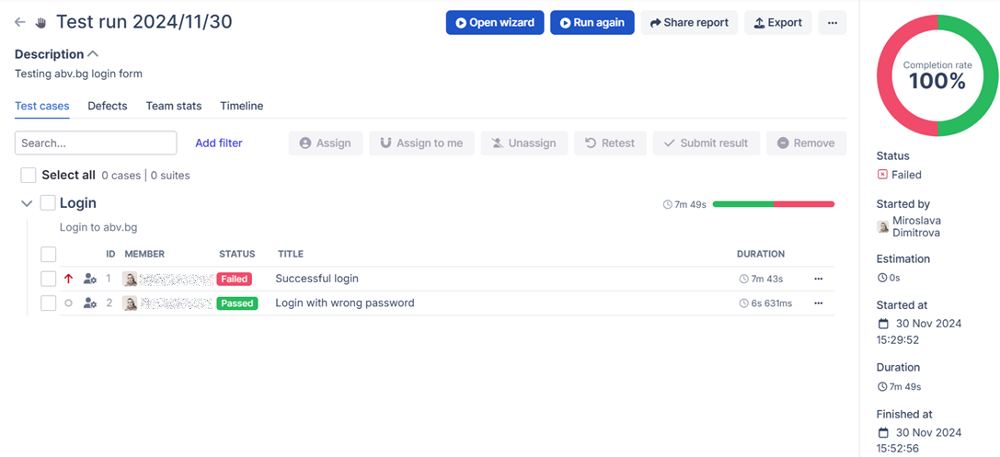 Test run 2024/11/30
Open wizard
Run again
Share report
Export
Description
Testing abv.bg login form
Test cases Defects Team stats Timeline
Search...
Add filter
Assign
Assign to me
Unassign
Retest
Submit result
Remove
Select all 0 cases | 0 suites
Login
7m 49s
Login to abv.bg
ID MEMBER STATUS TITLE DURATION
1 Failed Successful login 7m 43s
2 Passed Login with wrong password 6s 631ms
Completion rate
100%
Status
Failed
Started by
Miroslava
Dimitrova
Estimation
0s
Started at
30 Nov 2024
15:29:52
Duration
7m 49s
Finished at
30 Nov 2024
15:52:56